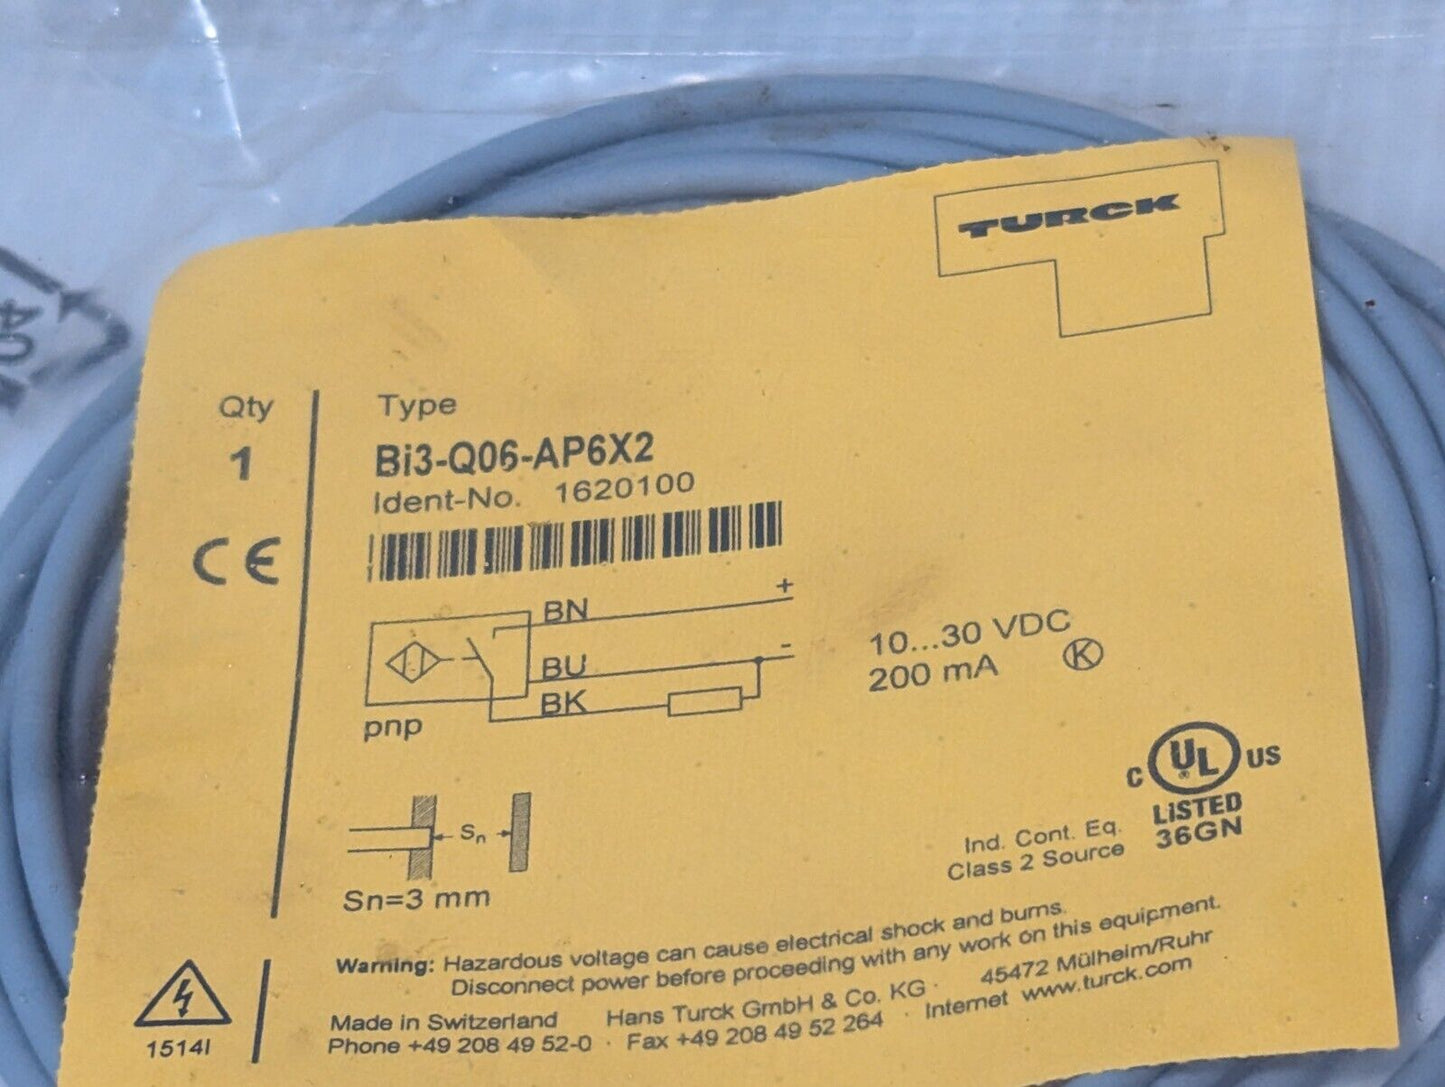 TURCK
Qty
1
Type
Bi3-Q06-AP6X2
Ident-No. 1620100
CE
BN
+
BU
-
BK
pnp
10...30 VDC
200 mA
K
Sn
Sn=3 mm
C UL US
®
LISTED
36GN
Ind. Cont. Eq.
Class 2 Source
Warning: Hazardous voltage can cause electrical shock and burns.
Disconnect power before proceeding with any work on this equipment.
Made in Switzerland Hans Turck GmbH & Co. KG · 45472 Mülheim/Ruhr
Phone +49 208 49 52-0 · Fax +49 208 49 52 264 · Internet www.turck.com
1514I